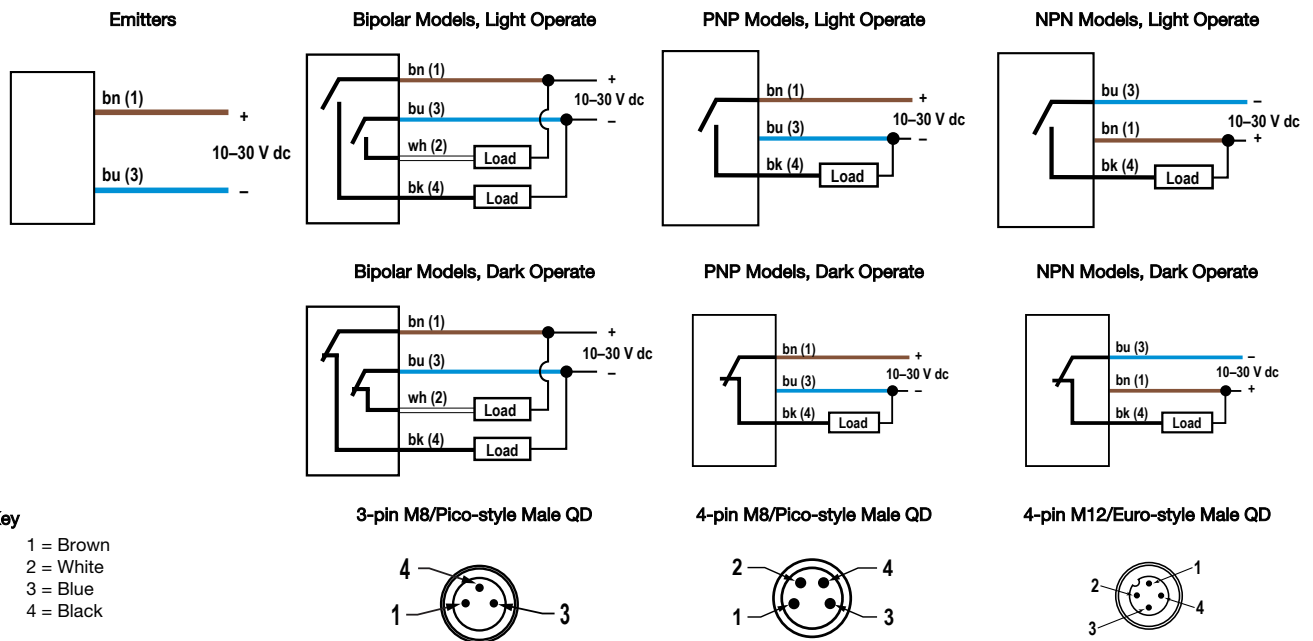 Emitters
bn (1)
+
10–30 V dc
bu (3)
–
Bipolar Models, Light Operate
bn (1)
+
10–30 V dc
bu (3)
–
wh (2)
Load
bk (4)
Load
PNP Models, Light Operate
bn (1)
+
10–30 V dc
bu (3)
–
bk (4)
Load
NPN Models, Light Operate
bu (3)
–
10–30 V dc
bn (1)
+
bk (4)
Load
Bipolar Models, Dark Operate
bn (1)
+
10–30 V dc
bu (3)
–
wh (2)
Load
bk (4)
Load
PNP Models, Dark Operate
bn (1)
+
10–30 V dc
bu (3)
–
bk (4)
Load
NPN Models, Dark Operate
bu (3)
–
10–30 V dc
bn (1)
+
bk (4)
Load
Key
1 = Brown
2 = White
3 = Blue
4 = Black
3-pin M8/Pico-style Male QD
4
1
3
4-pin M8/Pico-style Male QD
2
4
1
3
4-pin M12/Euro-style Male QD
1
2
4
3